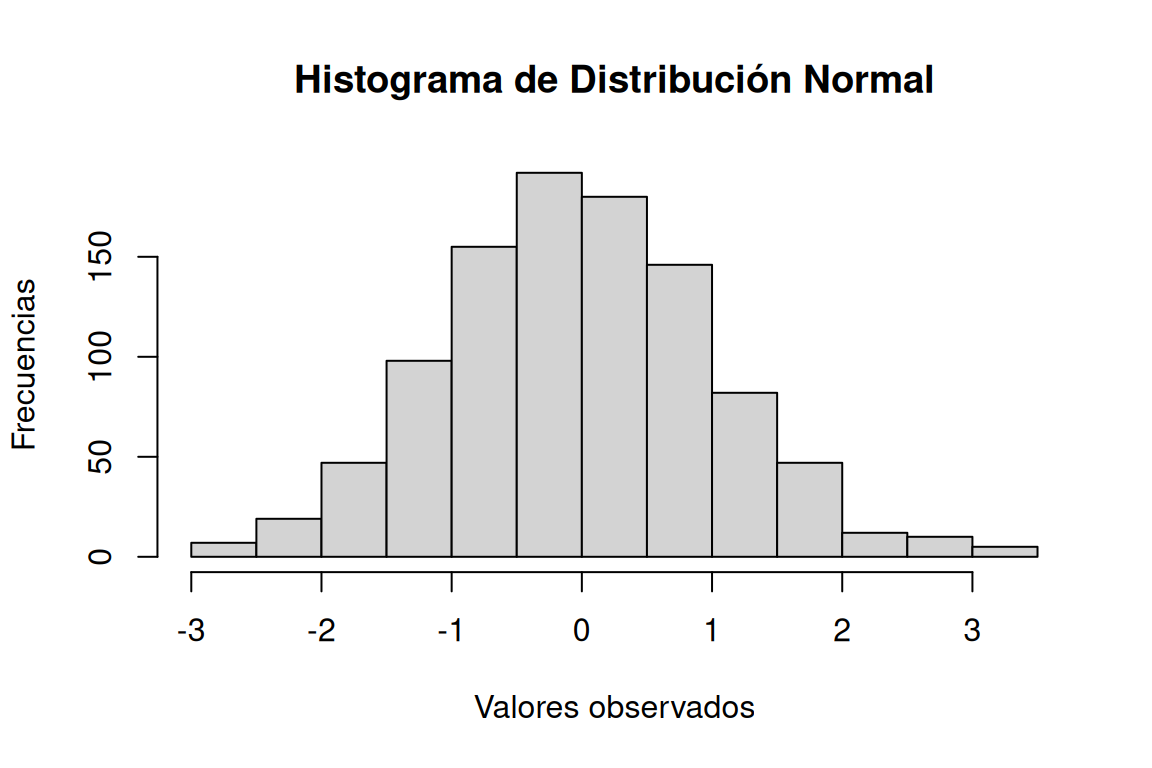 Histograma de Distribución Normal
Frecuencias
150
100
50
0
-3 -2 -1 0 1 2 3
Valores observados